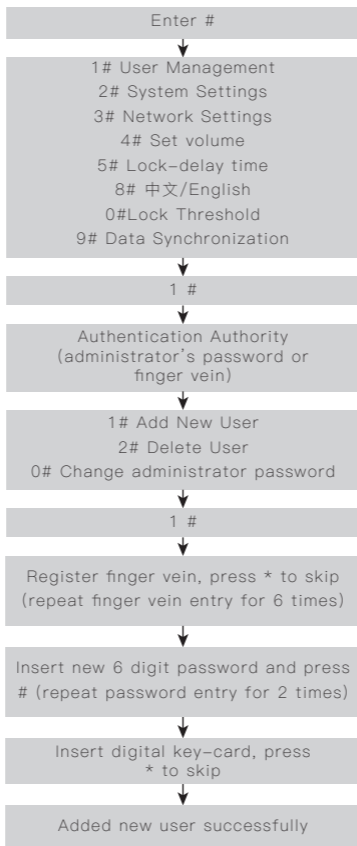 Enter #
1# User Management
2# System Settings
3# Network Settings
4# Set volume
5# Lock-delay time
8# 中文/English
0#Lock Threshold
9# Data Synchronization
1 #
Authentication Authority
(administrator's password or
finger vein)
1# Add New User
2# Delete User
0# Change administrator password
1 #
Register finger vein, press * to skip
(repeat finger vein entry for 6 times)
Insert new 6 digit password and press
# (repeat password entry for 2 times)
Insert digital key-card, press
* to skip
Added new user successfully